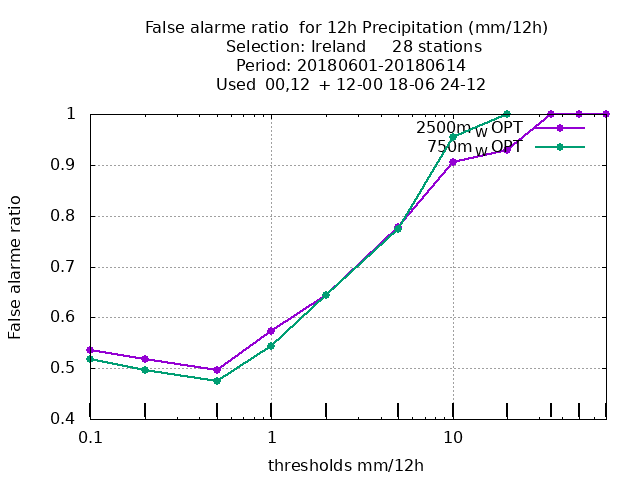 False alarme ratio  for 12h Precipitation (mm/12h)
Selection: Ireland     28 stations
Period: 20180601-20180614
Used  00,12  + 12-00 18-06 24-12
2500m W OPT
750m W OPT
1
0.9
0.8
0.7
0.6
0.5
0.4
False alarme ratio
0.1 1 10
thresholds mm/12h